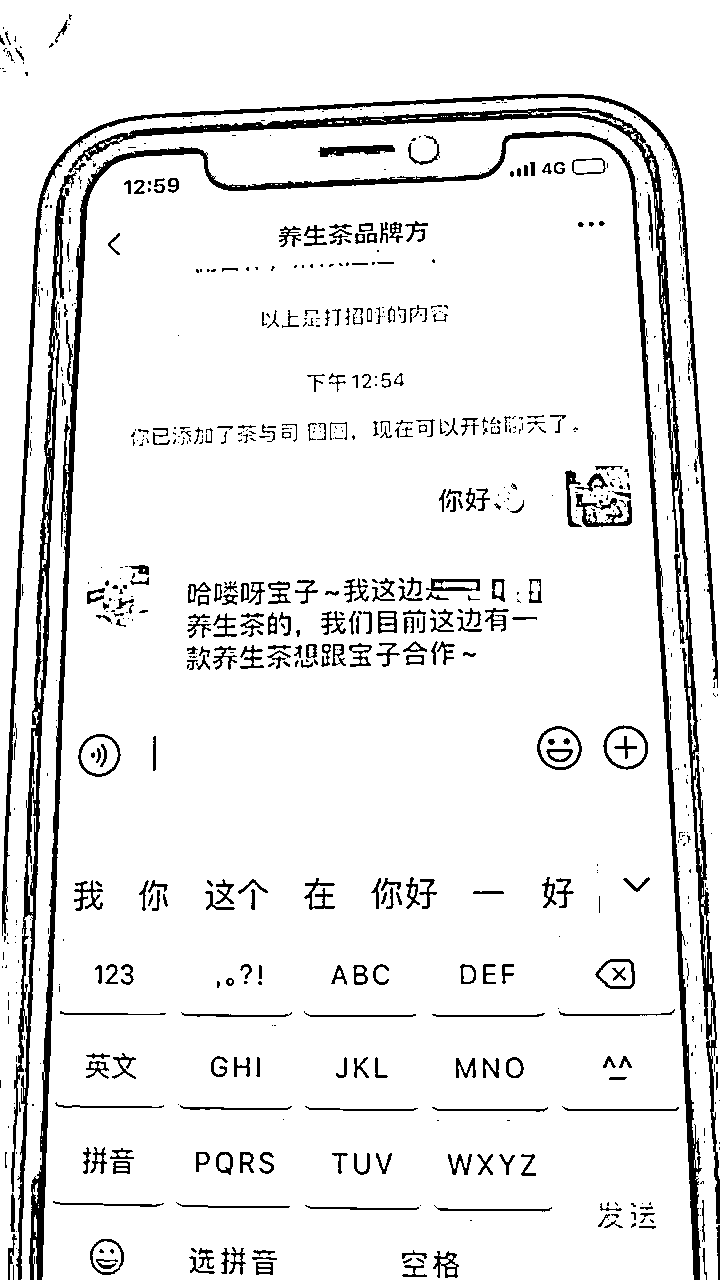 12:59
4G
养生茶品牌方
以上是打招呼的内容
下午12:54
你已添加了茶与司 圆圆，现在可以开始聊天了。
你好
哈喽呀宝子~我这边是
养生茶的，我们目前这边有一
款养生茶想跟宝子合作~
我 你 这个 在 你好 一 好
123 ,。?! ABC DEF
英文 GHI JKL MNO ^^
拼音 PQRS TUV WXYZ
发送
选拼音 空格